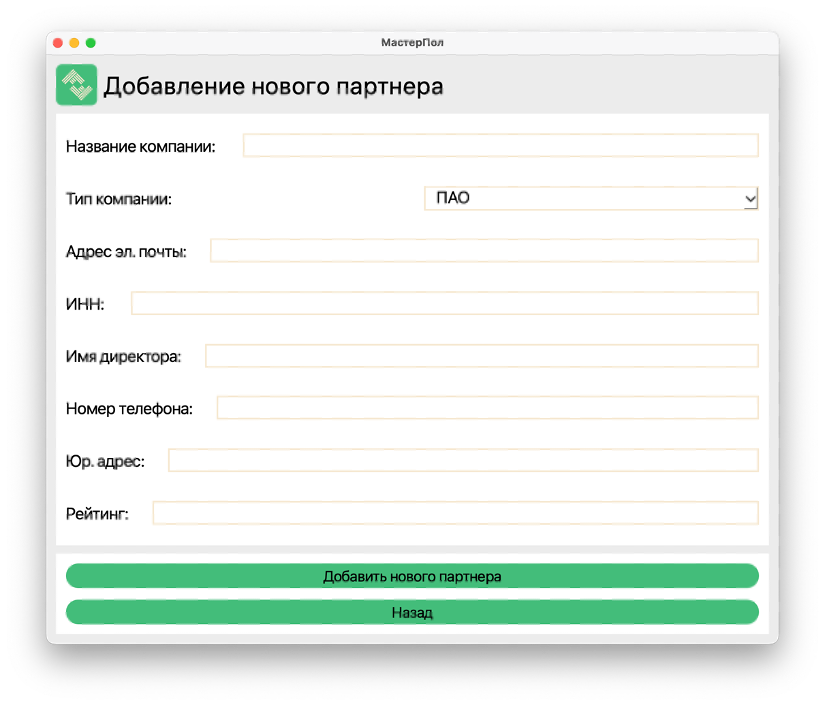 МастерПол
Добавление нового партнера
Название компании:
Тип компании: ПАО
Адрес эл. почты:
ИНН:
Имя директора:
Номер телефона:
Юр. адрес:
Рейтинг:
Добавить нового партнера
Назад